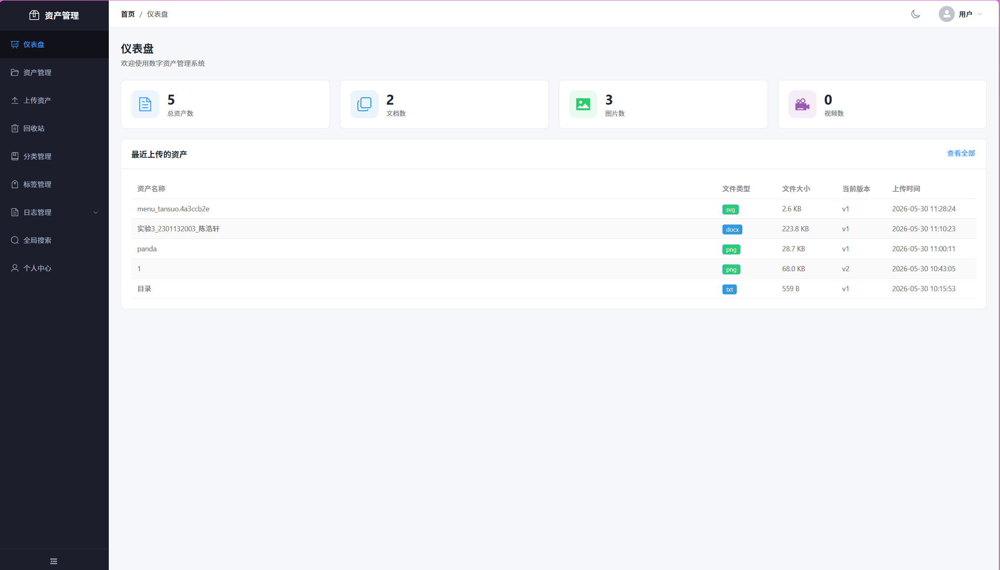 资产管理
首页 / 仪表盘
用户
仪表盘
资产管理
上传资产
回收站
分类管理
标签管理
日志管理
全局搜索
个人中心
仪表盘
欢迎使用数字资产管理系统
5
总资产数
2
文档数
3
图片数
0
视频数
最近上传的资产 查看全部
资产名称 文件类型 文件大小 当前版本 上传时间
menu_tansuo.4a3ccb2e svg 2.6 KB v1 2026-05-30 11:28:24
实验3_2301132003_陈浩轩 docx 223.8 KB v1 2026-05-30 11:10:23
panda png 28.7 KB v1 2026-05-30 11:00:11
1 png 68.0 KB v2 2026-05-30 10:43:05
目录 txt 559 B v1 2026-05-30 10:15:53